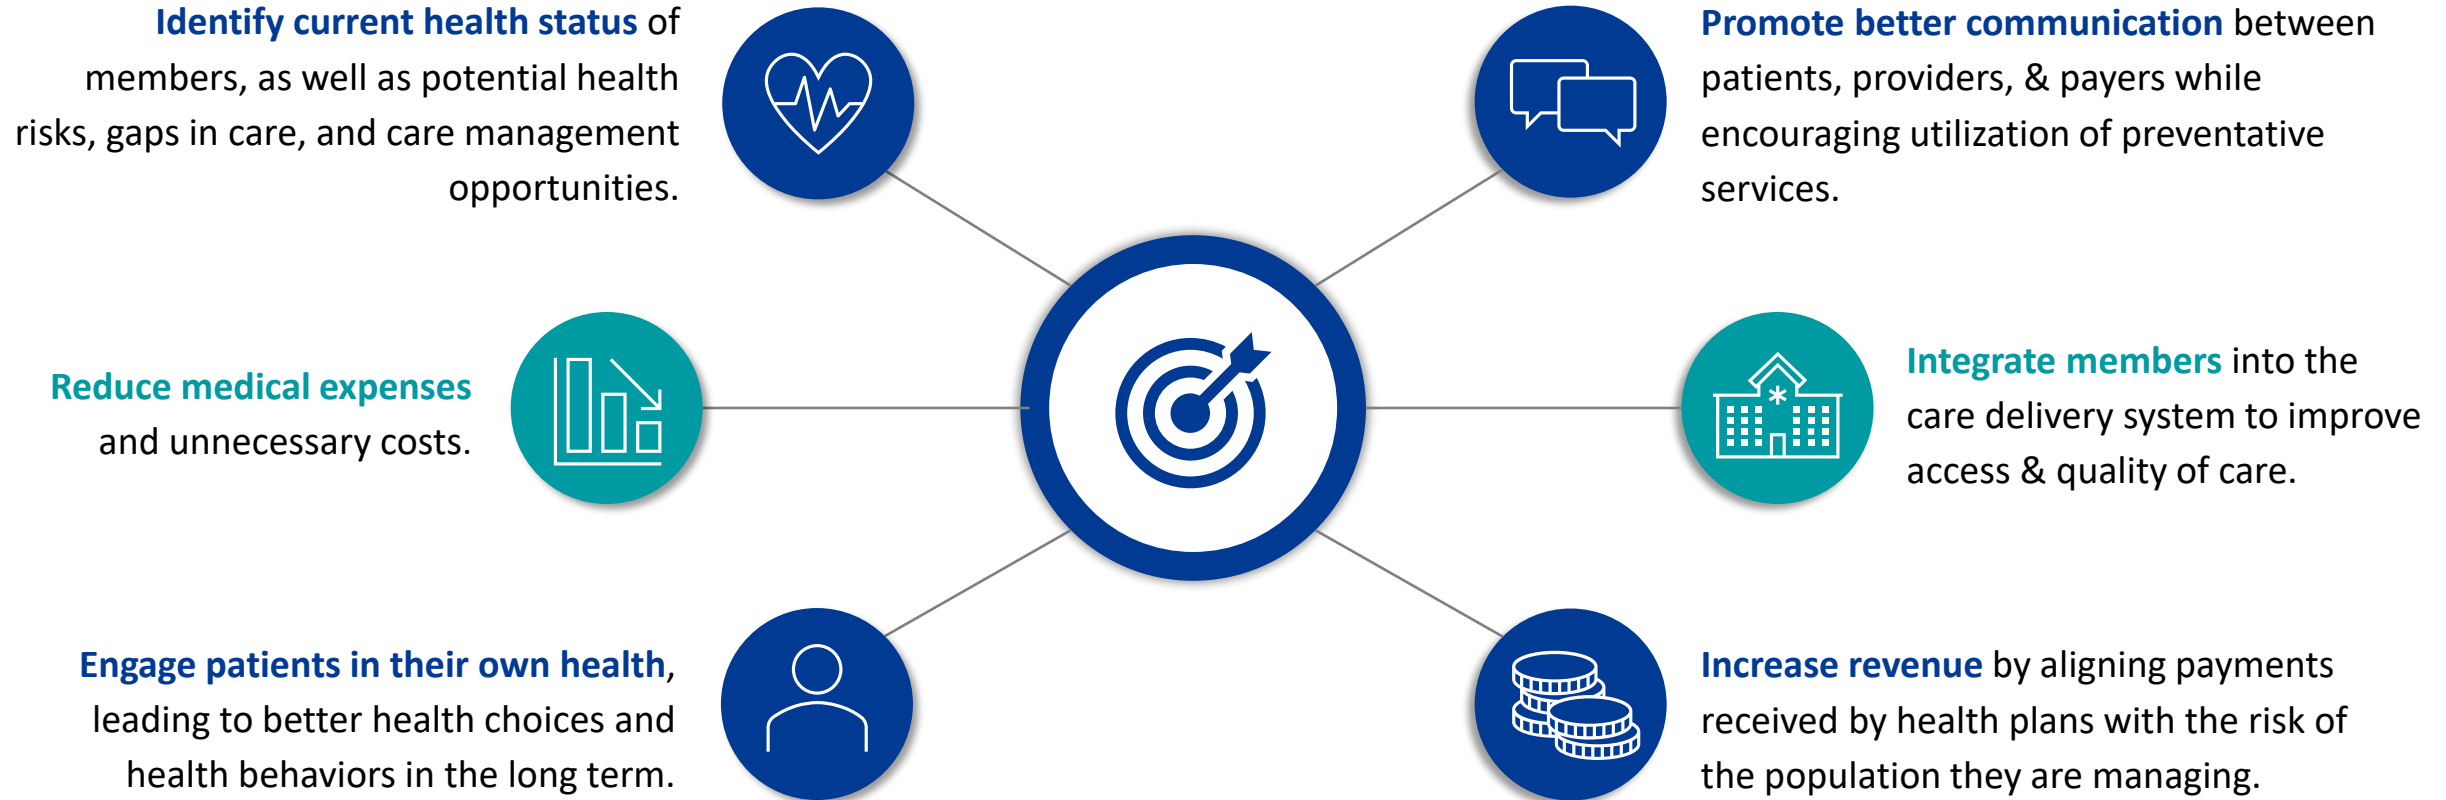 Identify current health status of
members, as well as potential health
risks, gaps in care, and care management
opportunities.
Promote better communication between
patients, providers, & payers while
encouraging utilization of preventative
services.
Reduce medical expenses
and unnecessary costs.
Integrate members into the
care delivery system to improve
access & quality of care.
Engage patients in their own health,
leading to better health choices and
health behaviors in the long term.
Increase revenue by aligning payments
received by health plans with the risk of
the population they are managing.